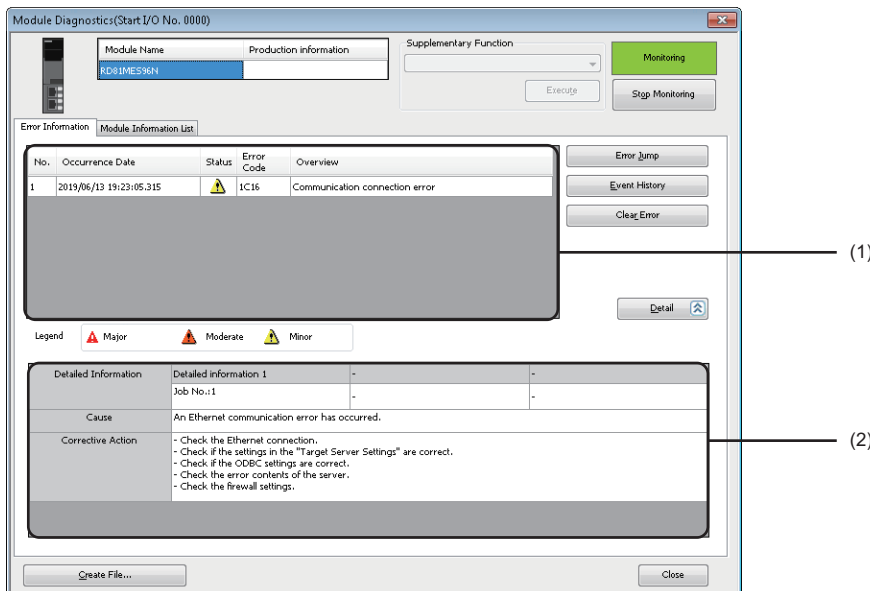 Module Diagnostics(Start I/O No. 0000)
Module Name Production information
RD81MES96N
Supplementary Function
Execute
Monitoring
Stop Monitoring
Error Information Module Information List
No. Occurrence Date Status Error Code Overview
1 2019/06/13 19:23:05.315 1C16 Communication connection error
Error Jump
Event History
Clear Error
(1)
Detail
Legend Major Moderate Minor
Detailed Information Detailed information 1 - -
Job No.:1 - -
Cause An Ethernet communication error has occurred.
Corrective Action - Check the Ethernet connection.
- Check if the settings in the "Target Server Settings" are correct.
- Check if the ODBC settings are correct.
- Check the error contents of the server.
- Check the firewall settings.
(2)
Create File... Close